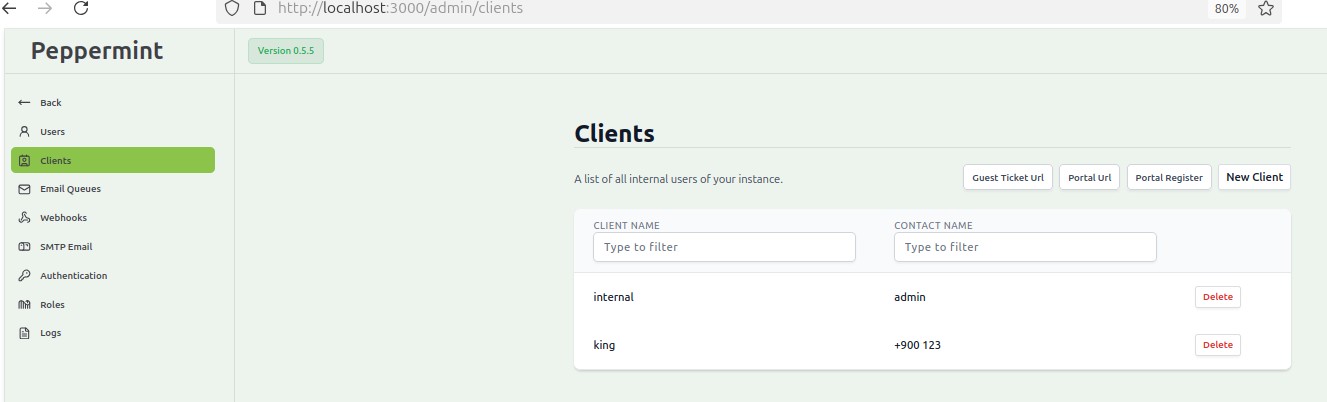 http://localhost:3000/admin/clients
80%
Peppermint
Version 0.5.5
Back
Users
Clients
Email Queues
Webhooks
SMTP Email
Authentication
Roles
Logs
Clients
A list of all internal users of your instance.
Guest Ticket Url
Portal Url
Portal Register
New Client
CLIENT NAME
CONTACT NAME
Type to filter
Type to filter
internal
admin
Delete
king
+900 123
Delete